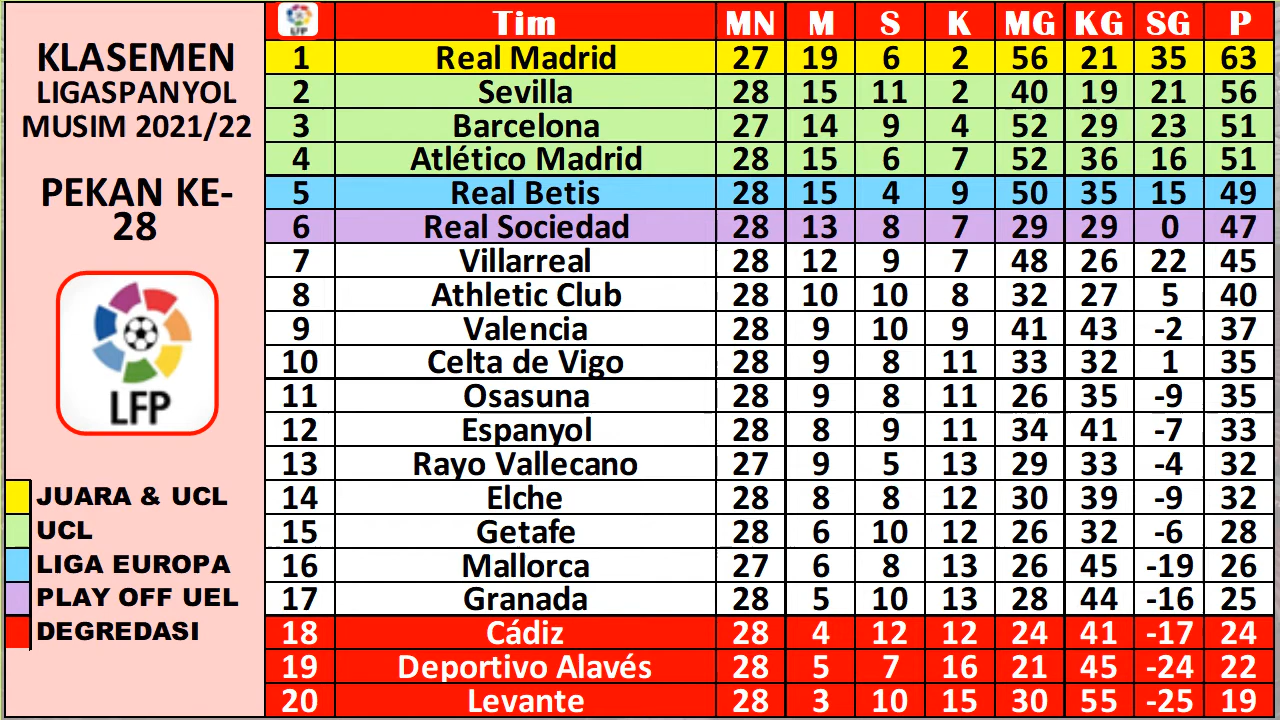 KLASEMEN
LIGASPANYOL
MUSIM 2021/22
PEKAN KE-
28
LFP
JUARA & UCL
UCL
LIGA EUROPA
PLAY OFF UEL
DEGREDASI
LFP Tim MN M S K MG KG SG P
1 Real Madrid 27 19 6 2 56 21 35 63
2 Sevilla 28 15 11 2 40 19 21 56
3 Barcelona 27 14 9 4 52 29 23 51
4 Atlético Madrid 28 15 6 7 52 36 16 51
5 Real Betis 28 15 4 9 50 35 15 49
6 Real Sociedad 28 13 8 7 29 29 0 47
7 Villarreal 28 12 9 7 48 26 22 45
8 Athletic Club 28 10 10 8 32 27 5 40
9 Valencia 28 9 10 9 41 43 -2 37
10 Celta de Vigo 28 9 8 11 33 32 1 35
11 Osasuna 28 9 8 11 26 35 -9 35
12 Espanyol 28 8 9 11 34 41 -7 33
13 Rayo Vallecano 27 9 5 13 29 33 -4 32
14 Elche 28 8 8 12 30 39 -9 32
15 Getafe 28 6 10 12 26 32 -6 28
16 Mallorca 27 6 8 13 26 45 -19 26
17 Granada 28 5 10 13 28 44 -16 25
18 Cádiz 28 4 12 12 24 41 -17 24
19 Deportivo Alavés 28 5 7 16 21 45 -24 22
20 Levante 28 3 10 15 30 55 -25 19